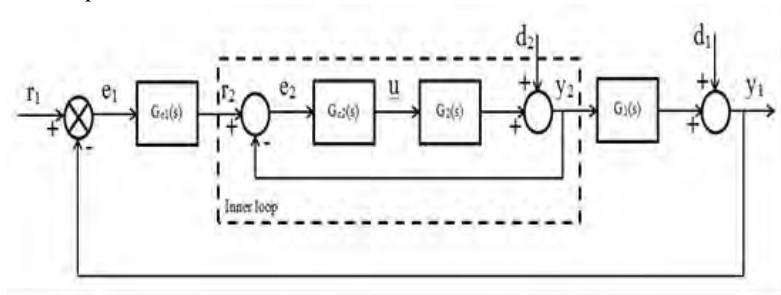 d₂ d₁
r₁ e₁ r₂ e₂ u y₂ y₁
Gc1(s) Gc2(s) G₂(s) G₁(s)
+ + + + + +
- -
Inner loop